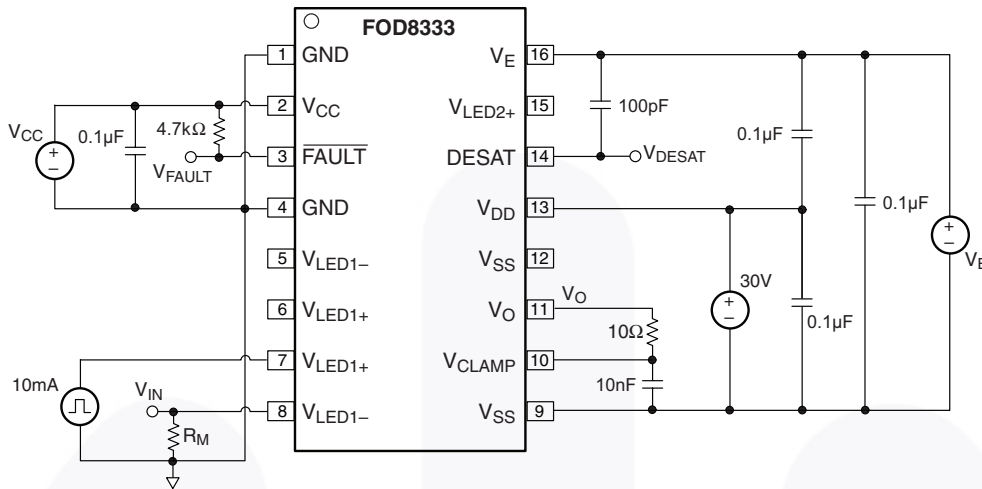 FOD8333
1 GND
2 VCC
3 FAULT
4 GND
5 VLED1–
6 VLED1+
7 VLED1+
8 VLED1–
VE 16
VLED2+ 15
DESAT 14
VDD 13
VSS 12
VO 11
VCLAMP 10
VSS 9
VCC
+
–
0.1µF
4.7kΩ
VFAULT
10mA
VIN
RM
100pF
VDESAT
0.1µF
0.1µF
0.1µF
30V
+
–
VO
10Ω
10nF
+
–